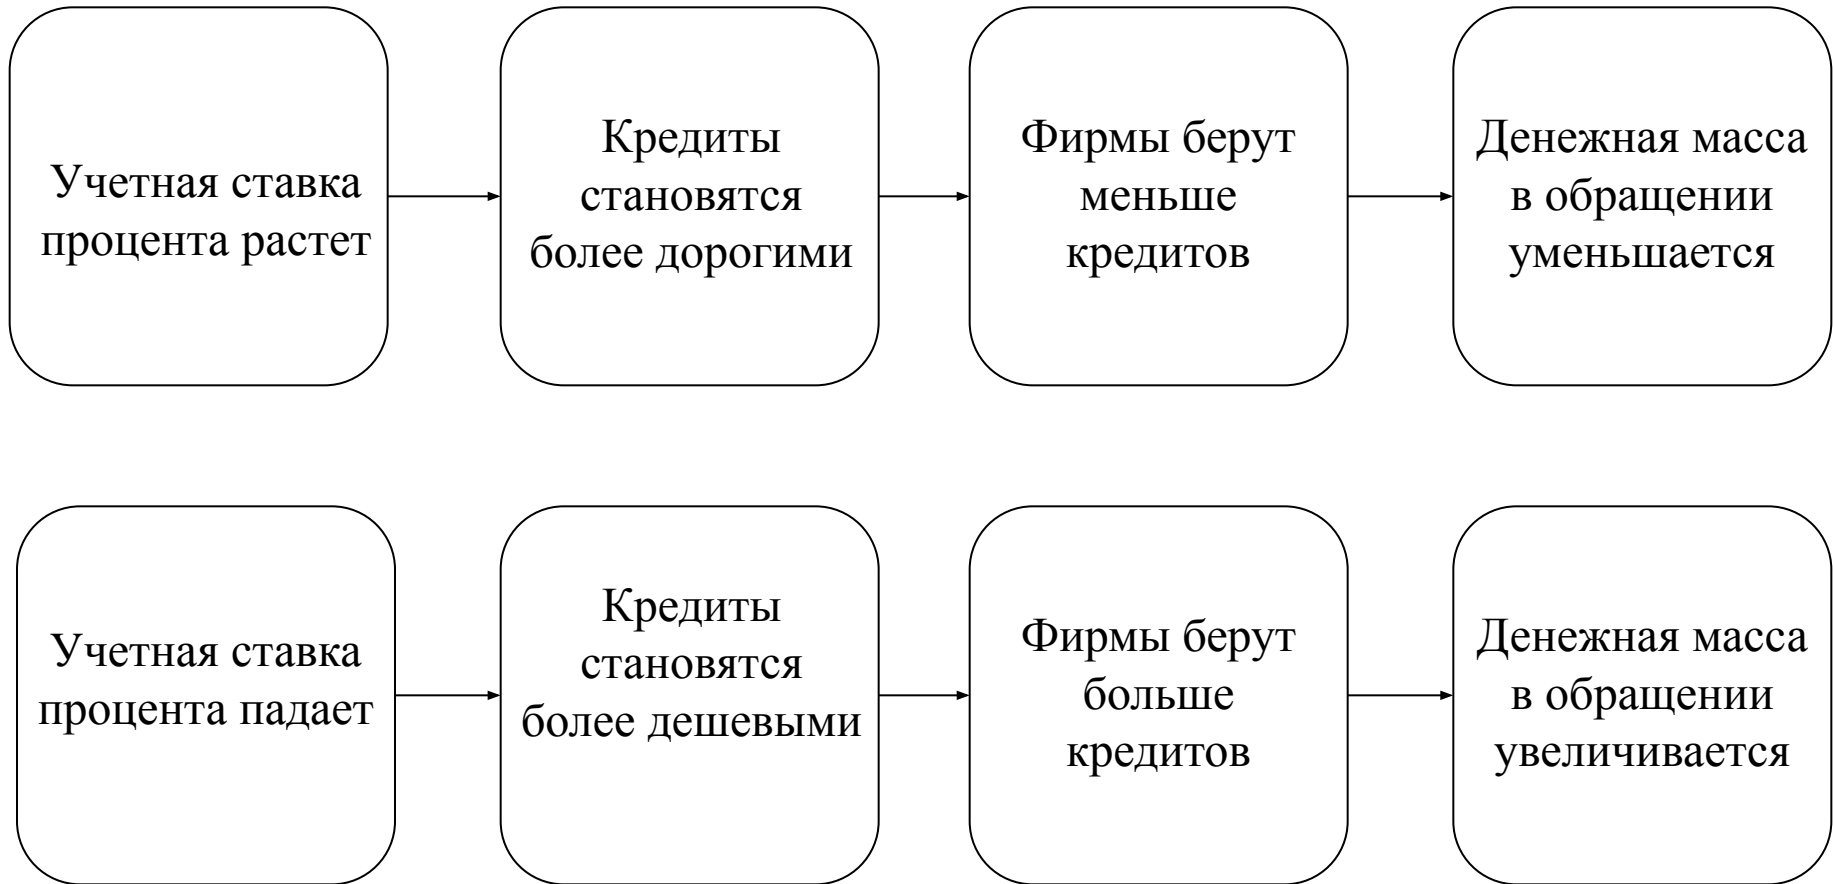 Учетная ставка
процента растет
Кредиты
становятся
более дорогими
Фирмы берут
меньше
кредитов
Денежная масса
в обращении
уменьшается
Учетная ставка
процента падает
Кредиты
становятся
более дешевыми
Фирмы берут
больше
кредитов
Денежная масса
в обращении
увеличивается